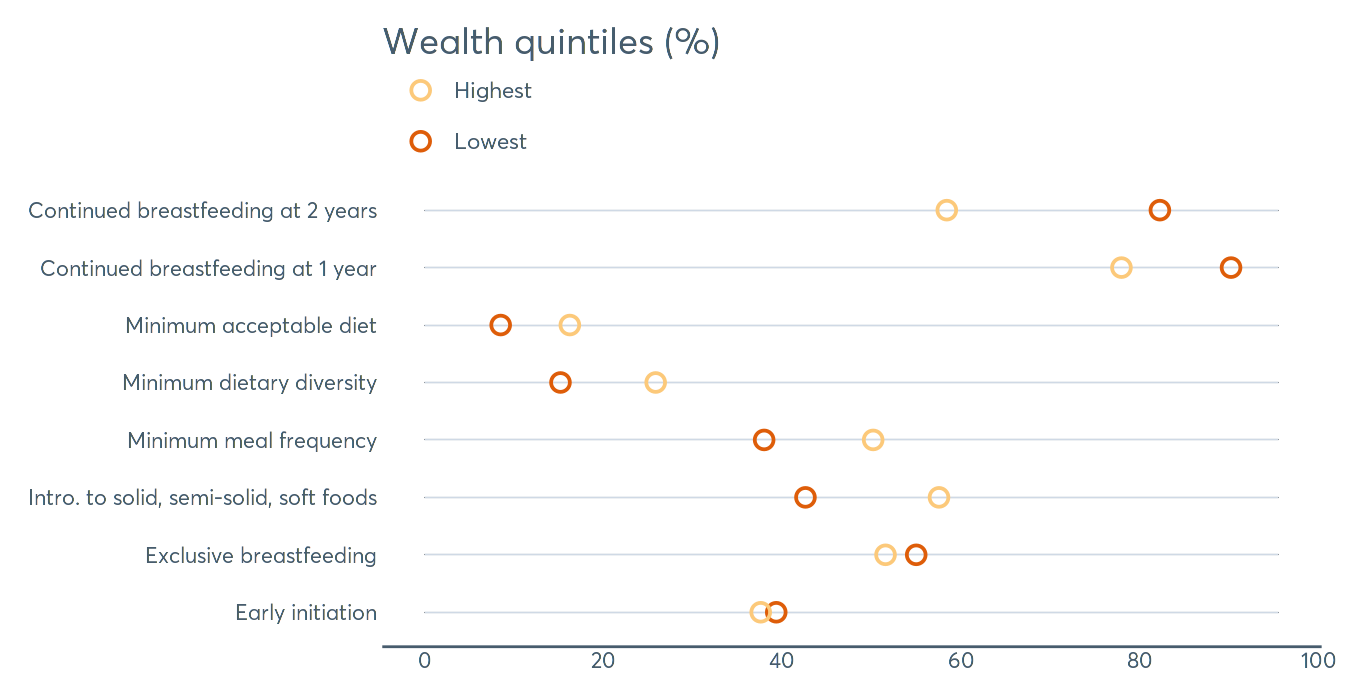 Wealth quintiles (%)
Highest
Lowest
Continued breastfeeding at 2 years
Continued breastfeeding at 1 year
Minimum acceptable diet
Minimum dietary diversity
Minimum meal frequency
Intro. to solid, semi-solid, soft foods
Exclusive breastfeeding
Early initiation
0 20 40 60 80 100